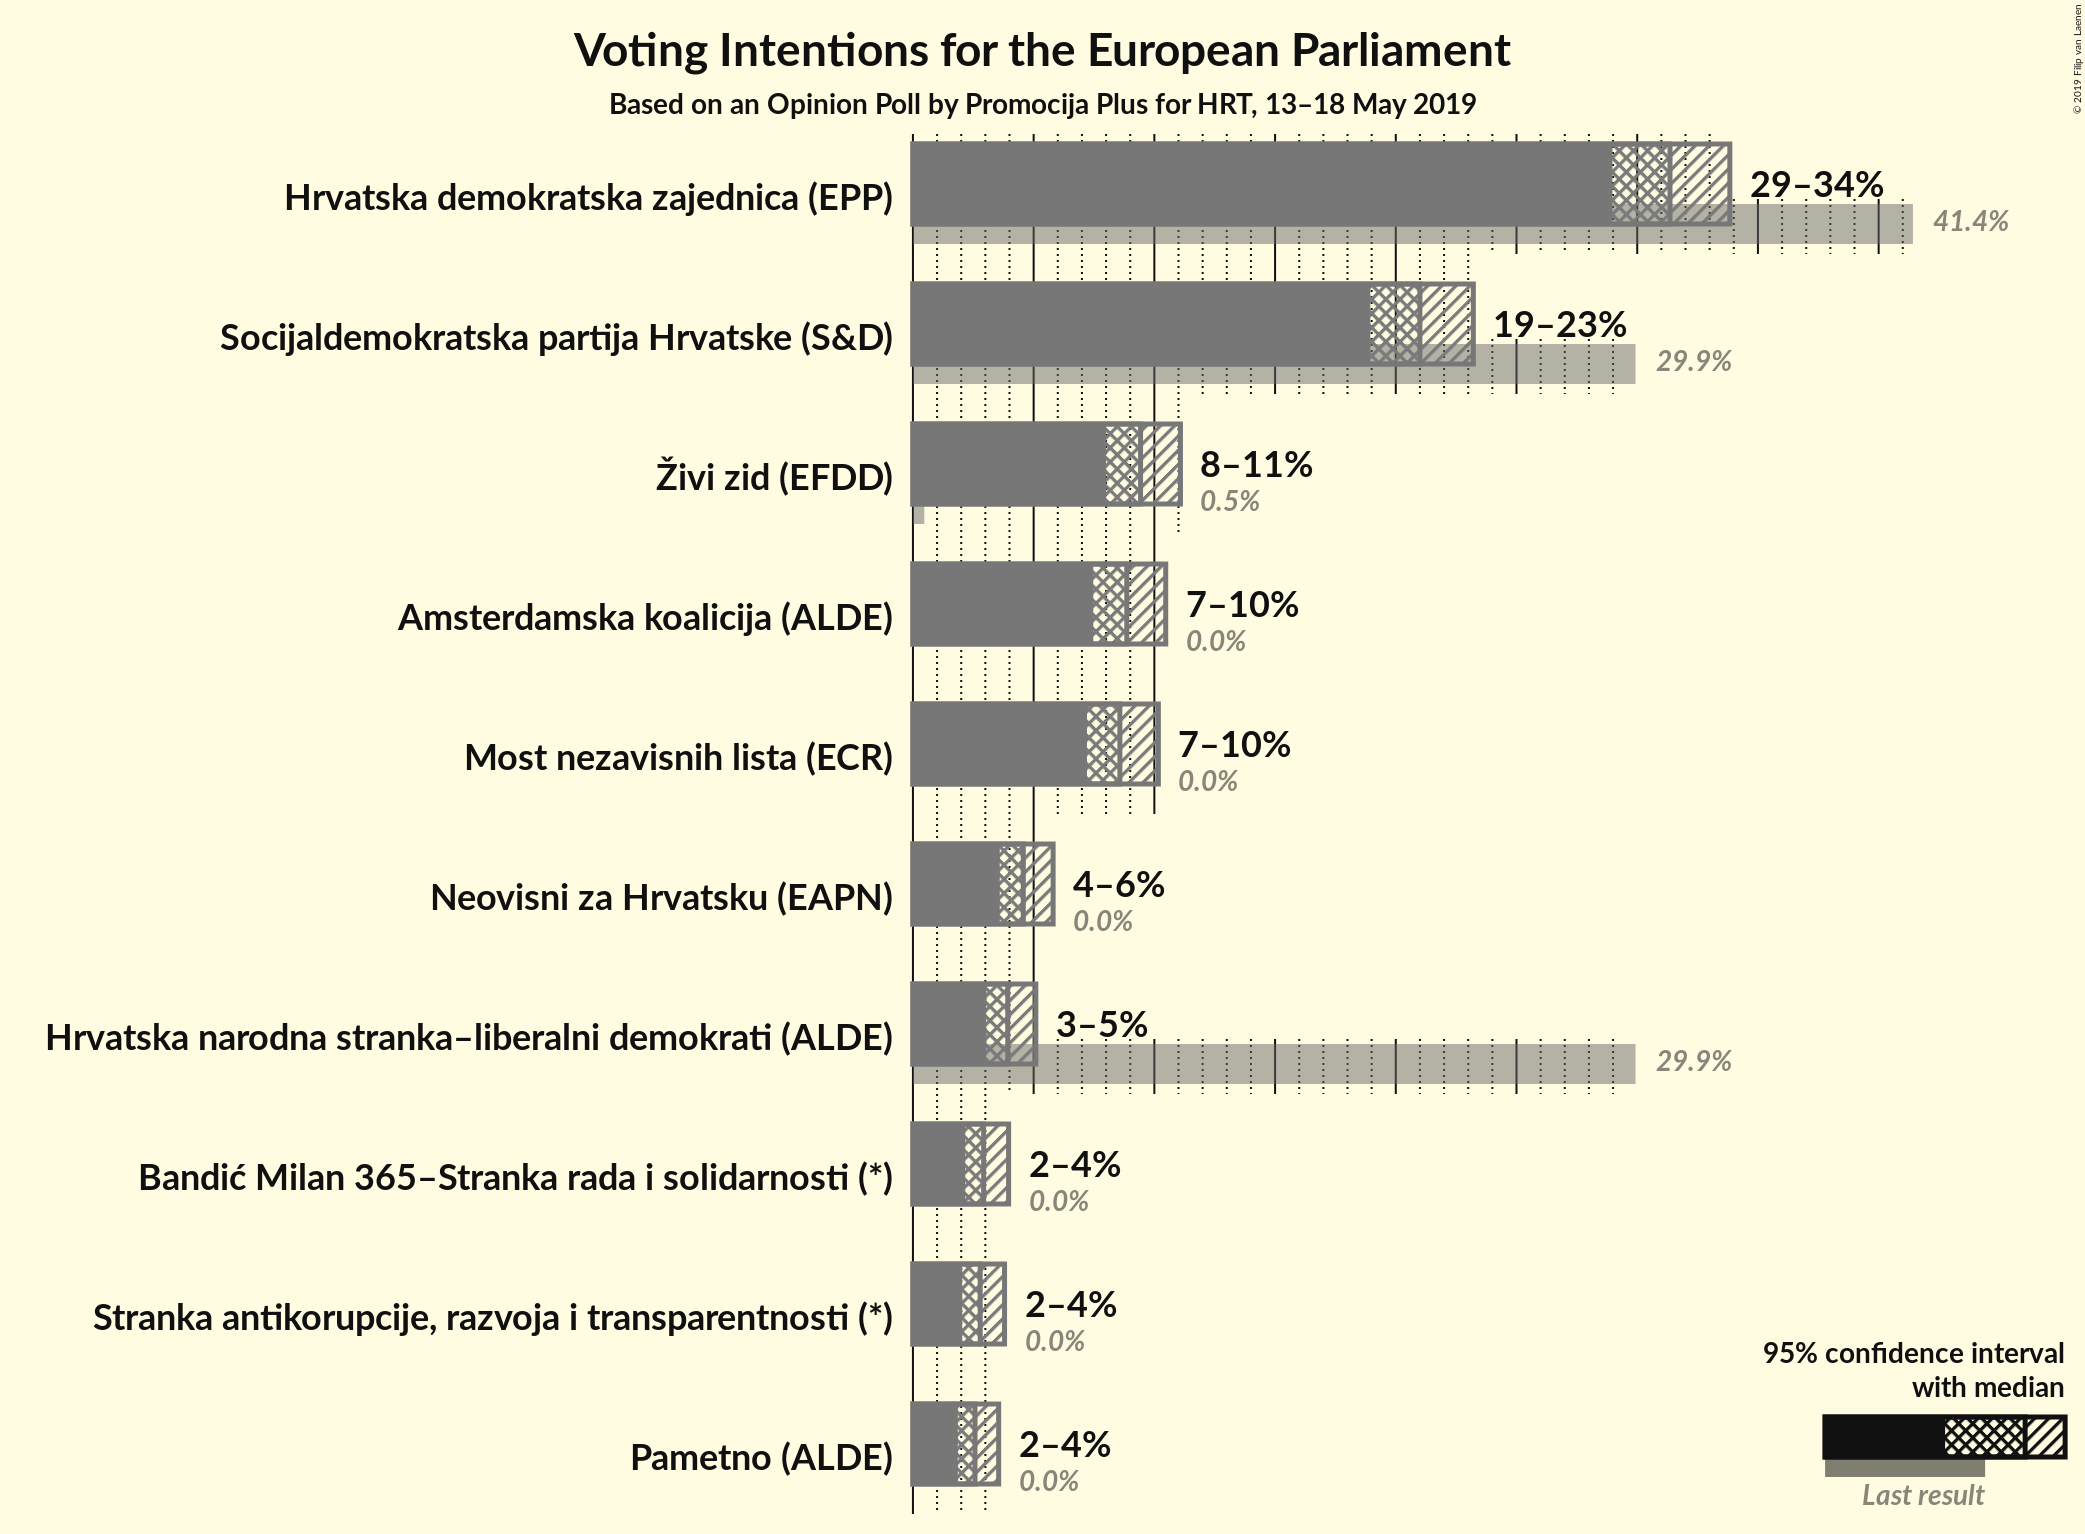 Voting Intentions for the European Parliament
Based on an Opinion Poll by Promocija Plus for HRT, 13–18 May 2019
© 2019 Filip van Laenen
Hrvatska demokratska zajednica (EPP)
29–34%
41.4%
Socijaldemokratska partija Hrvatske (S&D)
19–23%
29.9%
Živi zid (EFDD)
8–11%
0.5%
Amsterdamska koalicija (ALDE)
7–10%
0.0%
Most nezavisnih lista (ECR)
7–10%
0.0%
Neovisni za Hrvatsku (EAPN)
4–6%
0.0%
Hrvatska narodna stranka–liberalni demokrati (ALDE)
3–5%
29.9%
Bandić Milan 365–Stranka rada i solidarnosti (*)
2–4%
0.0%
Stranka antikorupcije, razvoja i transparentnosti (*)
2–4%
0.0%
Pametno (ALDE)
2–4%
0.0%
95% confidence interval
with median
Last result